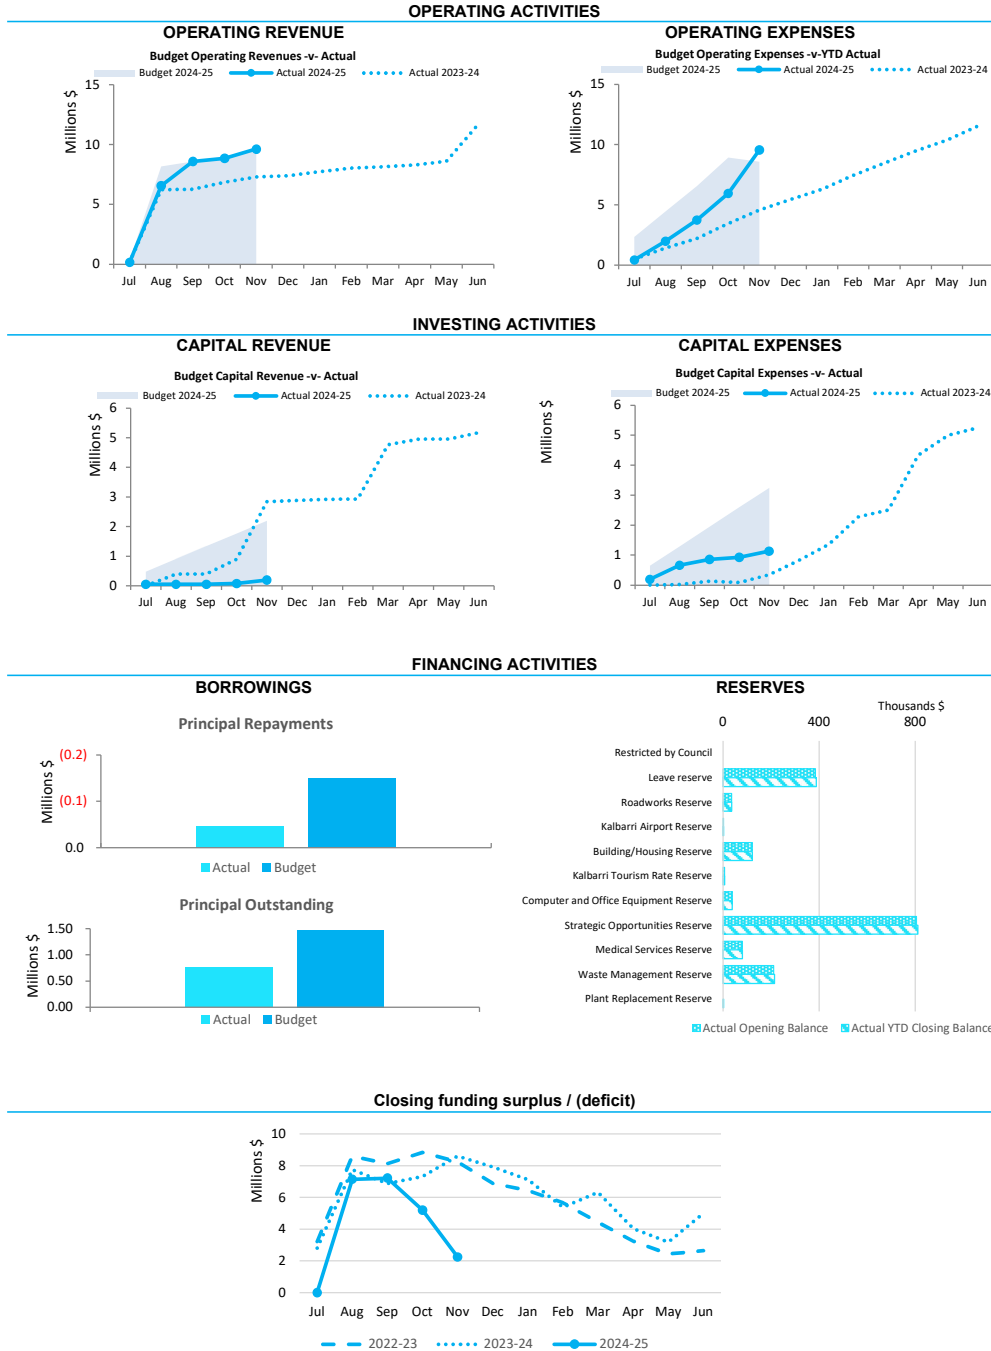 OPERATING ACTIVITIES
OPERATING REVENUE
Budget Operating Revenues -v- Actual
Budget 2024-25 Actual 2024-25 Actual 2023-24
Millions $
15
10
5
0
Jul Aug Sep Oct Nov Dec Jan Feb Mar Apr May Jun
OPERATING EXPENSES
Budget Operating Expenses -v-YTD Actual
Budget 2024-25 Actual 2024-25 Actual 2023-24
Millions $
15
10
5
0
Jul Aug Sep Oct Nov Dec Jan Feb Mar Apr May Jun
INVESTING ACTIVITIES
CAPITAL REVENUE
Budget Capital Revenue -v- Actual
Budget 2024-25 Actual 2024-25 Actual 2023-24
Millions $
6
5
4
3
2
1
0
Jul Aug Sep Oct Nov Dec Jan Feb Mar Apr May Jun
CAPITAL EXPENSES
Budget Capital Expenses -v- Actual
Budget 2024-25 Actual 2024-25 Actual 2023-24
Millions $
6
5
4
3
2
1
0
Jul Aug Sep Oct Nov Dec Jan Feb Mar Apr May Jun
FINANCING ACTIVITIES
BORROWINGS
Principal Repayments
Millions $
(0.2)
(0.1)
0.0
Actual Budget
Principal Outstanding
Millions $
1.50
1.00
0.50
0.00
Actual Budget
RESERVES
Thousands $
0 400 800
Restricted by Council
Leave reserve
Roadworks Reserve
Kalbarri Airport Reserve
Building/Housing Reserve
Kalbarri Tourism Rate Reserve
Computer and Office Equipment Reserve
Strategic Opportunities Reserve
Medical Services Reserve
Waste Management Reserve
Plant Replacement Reserve
Actual Opening Balance Actual YTD Closing Balance
Closing funding surplus / (deficit)
Millions $
10
8
6
4
2
0
Jul Aug Sep Oct Nov Dec Jan Feb Mar Apr May Jun
2022-23 2023-24 2024-25